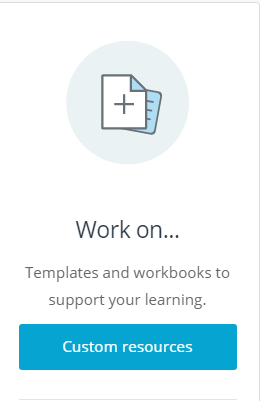 Work on...
Templates and workbooks to
support your learning.
Custom resources